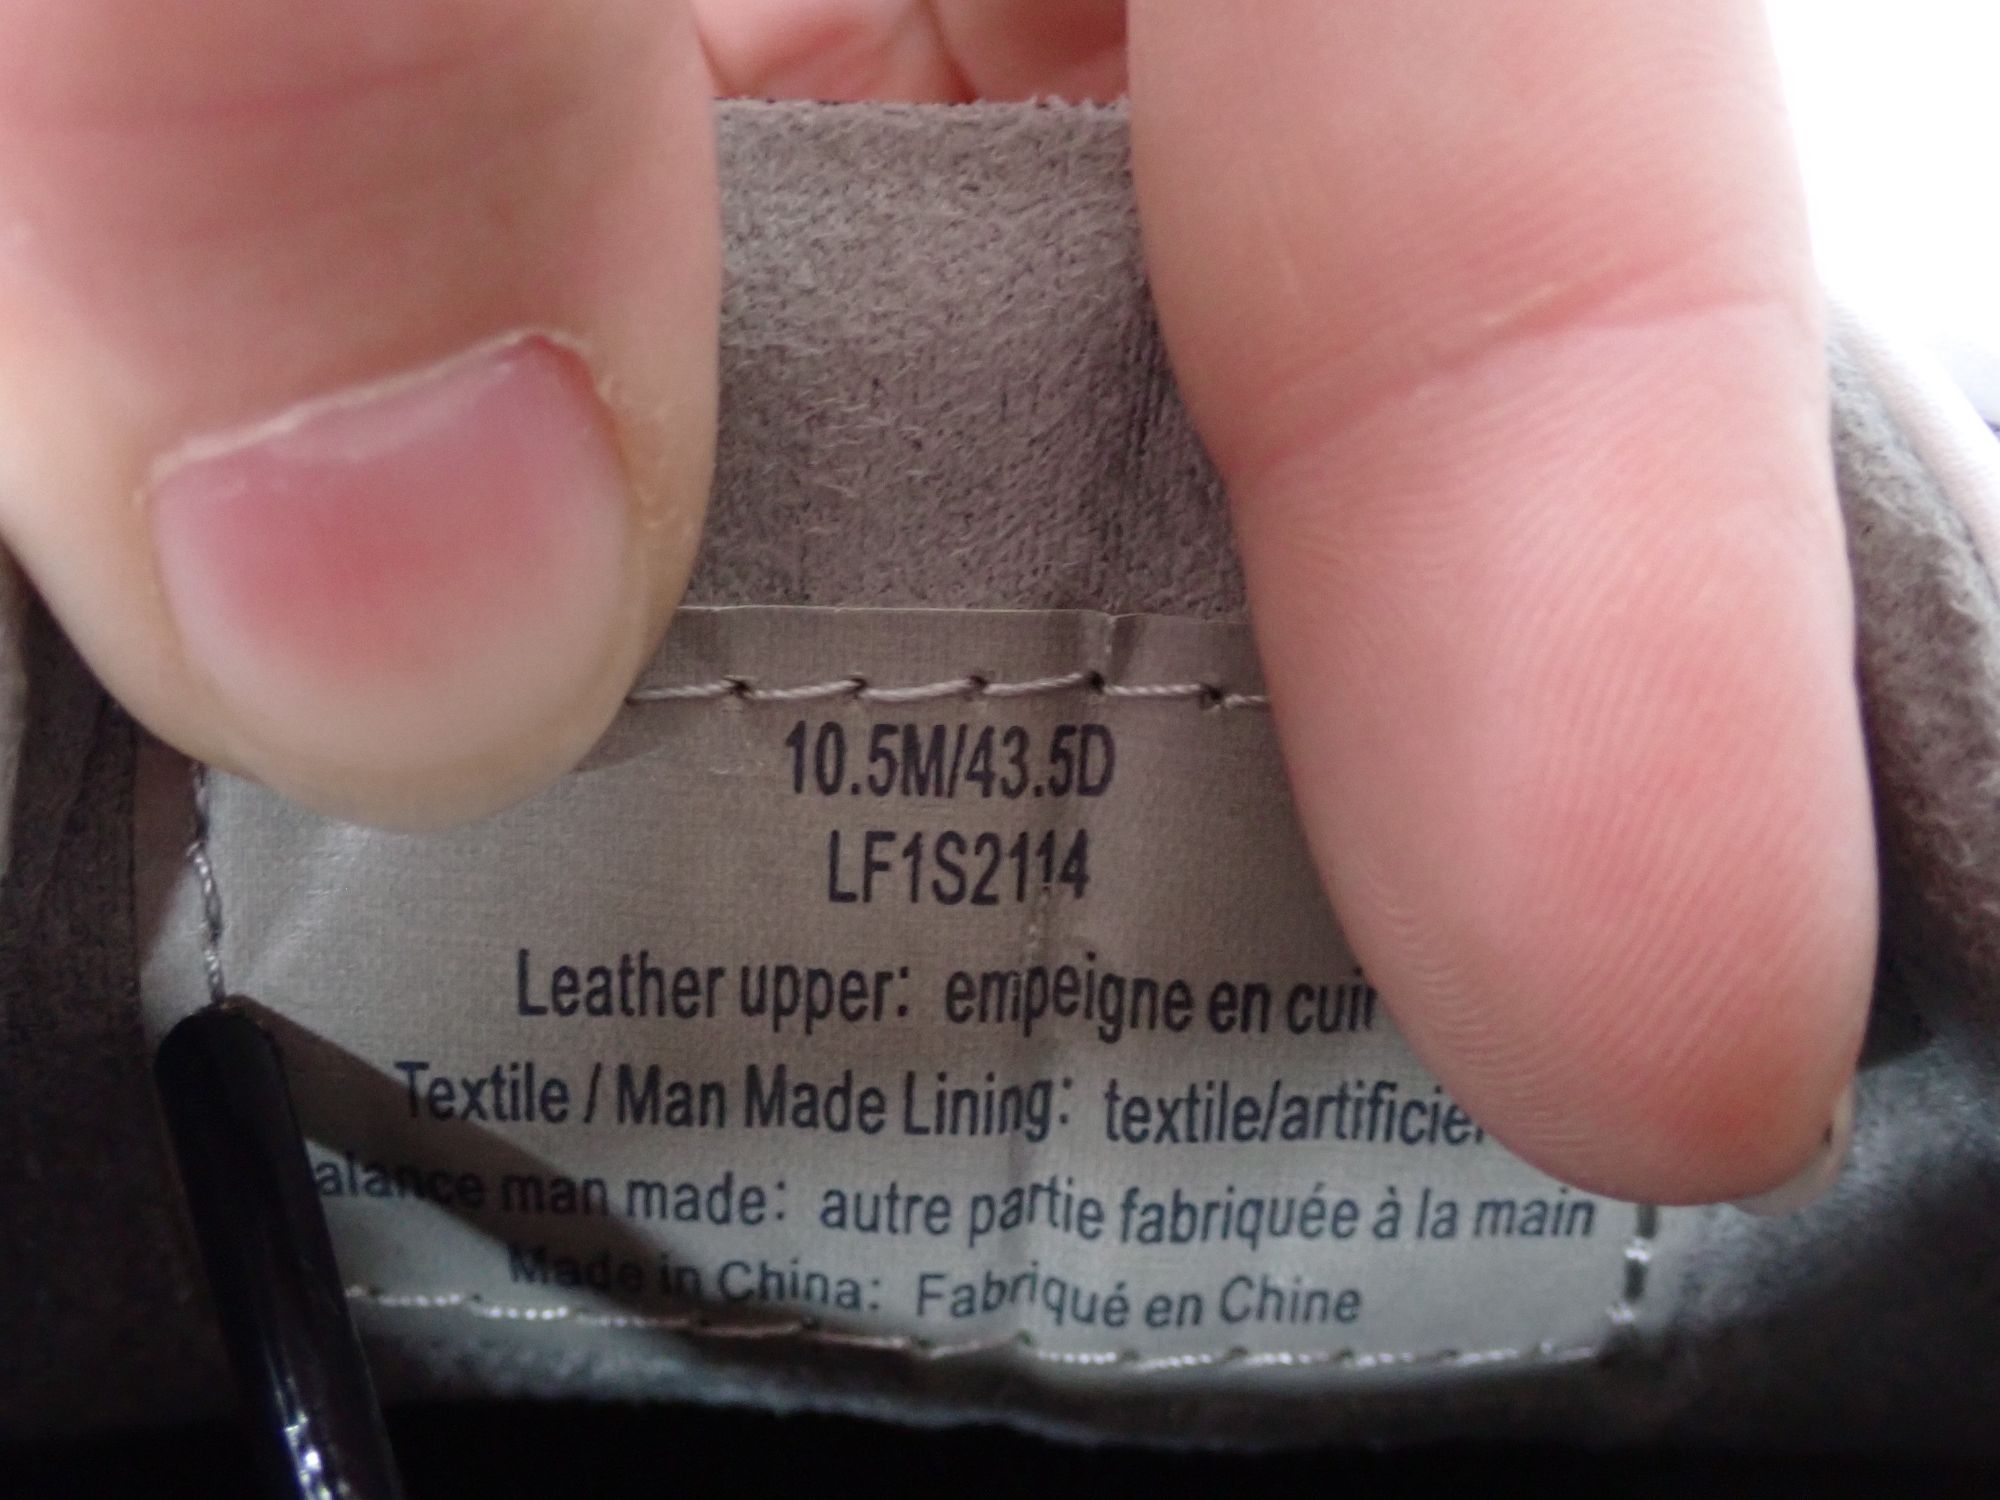 10.5M/43.5D
LF1S2114
Leather upper: empeigne en cuir
Textile / Man Made Lining: textile/artificiel
alance man made: autre partie fabriquée à la main
Made in China: Fabriqué en Chine